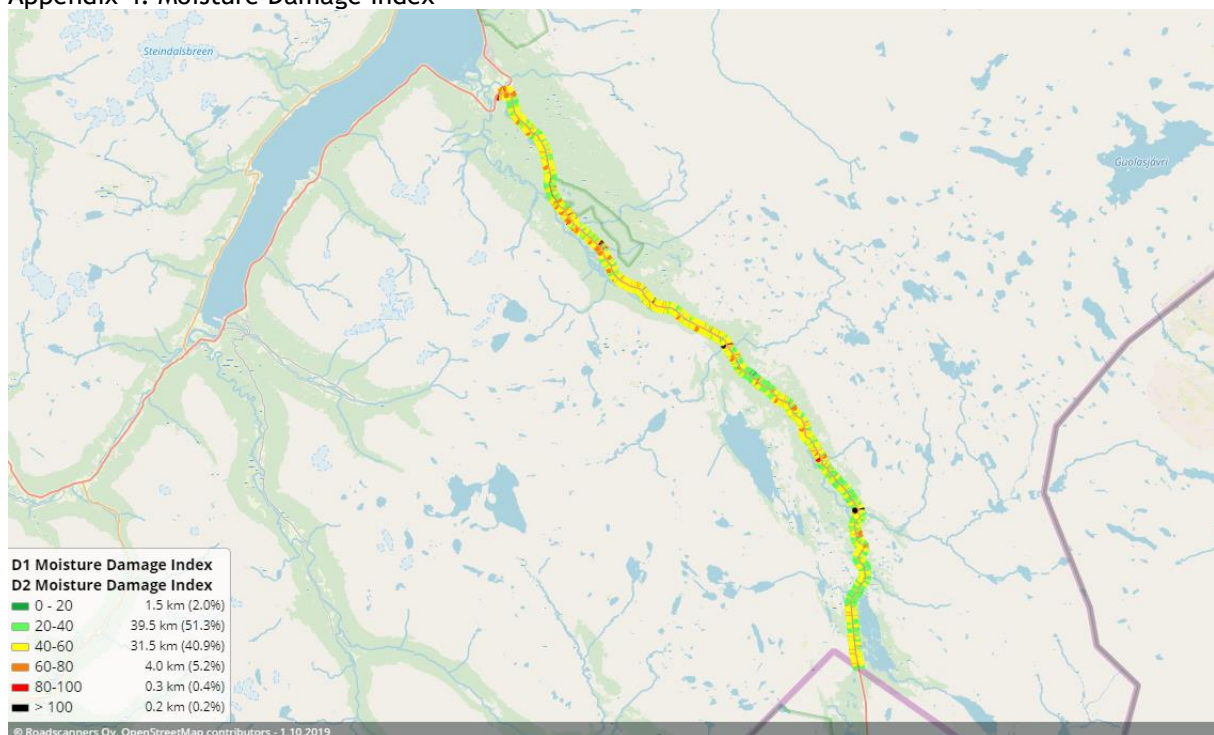 Appendix 4. Moisture Damage Index
Steindalsbreen
Guolasjävri
D1 Moisture Damage Index
D2 Moisture Damage Index
0 - 20 1.5 km (2.0%)
20-40 39.5 km (51.3%)
40-60 31.5 km (40.9%)
60-80 4.0 km (5.2%)
80-100 0.3 km (0.4%)
> 100 0.2 km (0.2%)
© Roadscanners Oy, OpenStreetMap contributors - 1.10.2019